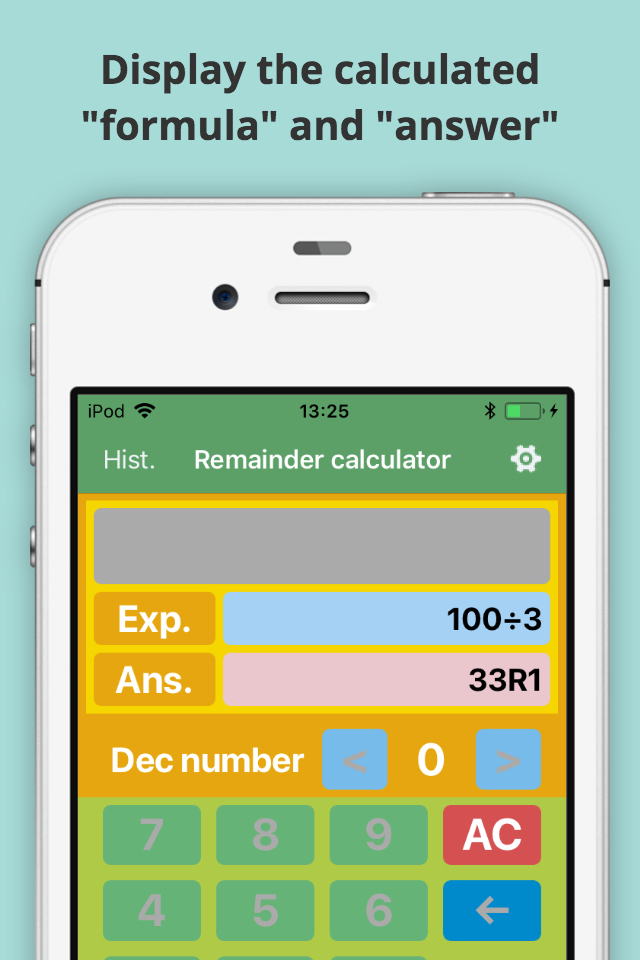 Display the calculated
"formula" and "answer"
iPod 13:25
Hist. Remainder calculator
Exp. 100÷3
Ans. 33R1
Dec number < 0 >
7 8 9 AC
4 5 6 ←